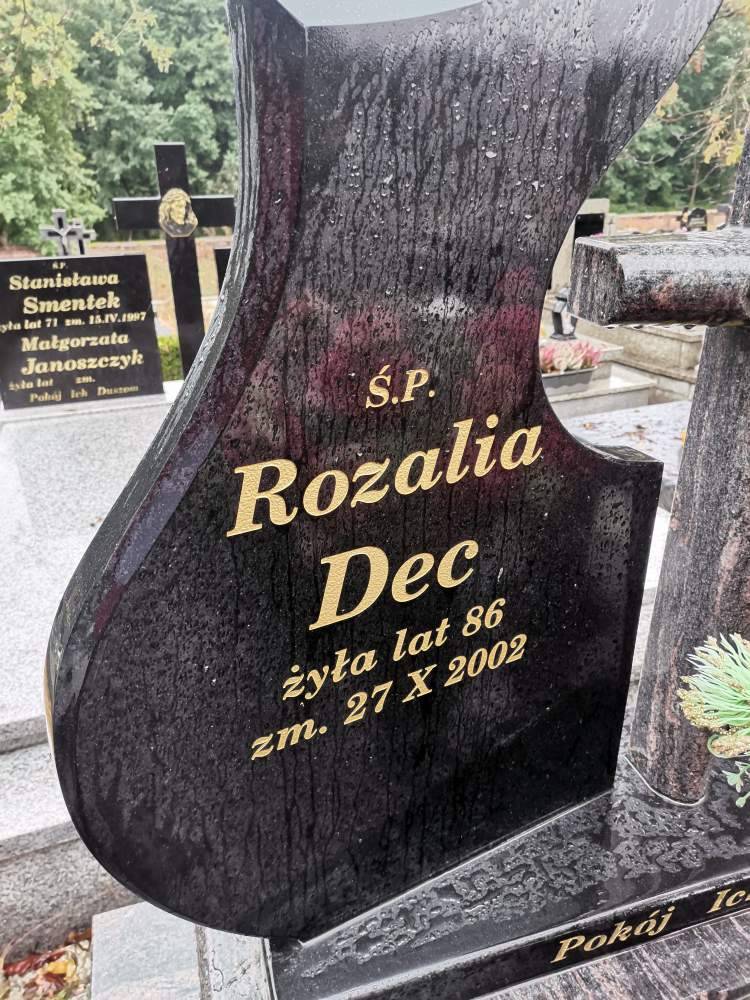 Ś.P.
Rozalia
Dec
żyła lat 86
zm. 27 X 2002
Pokój
Ś.P.
Stanisława
Smentek
żyła lat 71 zm. 15.IV.1997
Małgorzata
Janoszczyk
żyła lat zm.
Pokój Ich Duszom